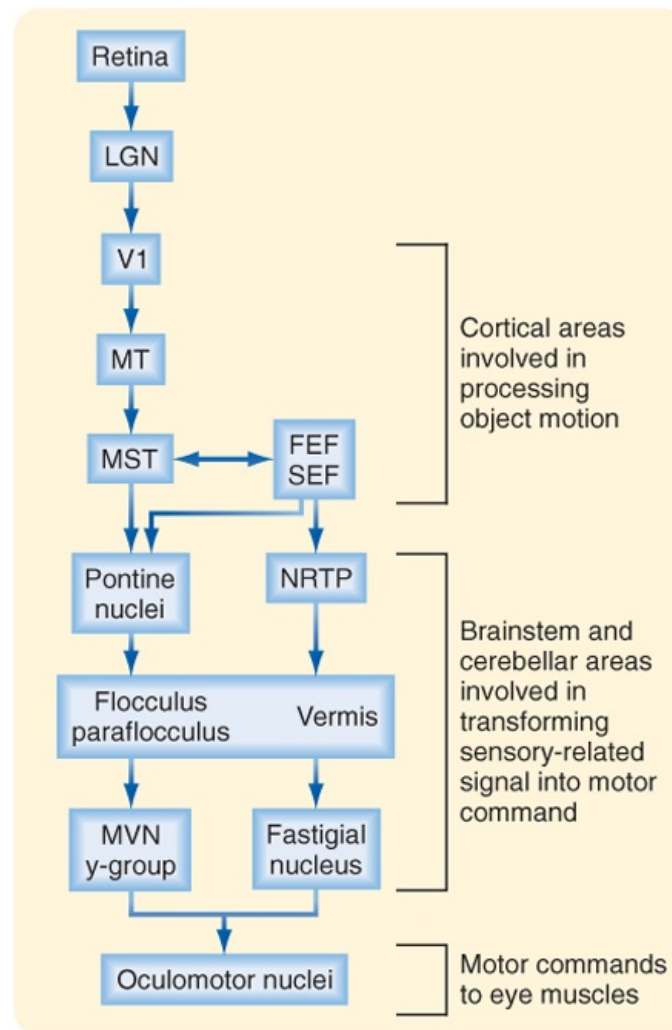 Retina
LGN
V1
MT
MST
FEF
SEF
Cortical areas
involved in
processing
object motion
Pontine
nuclei
NRTP
Flocculus
paraflocculus
Vermis
MVN
y-group
Fastigial
nucleus
Brainstem and
cerebellar areas
involved in
transforming
sensory-related
signal into motor
command
Oculomotor nuclei
Motor commands
to eye muscles